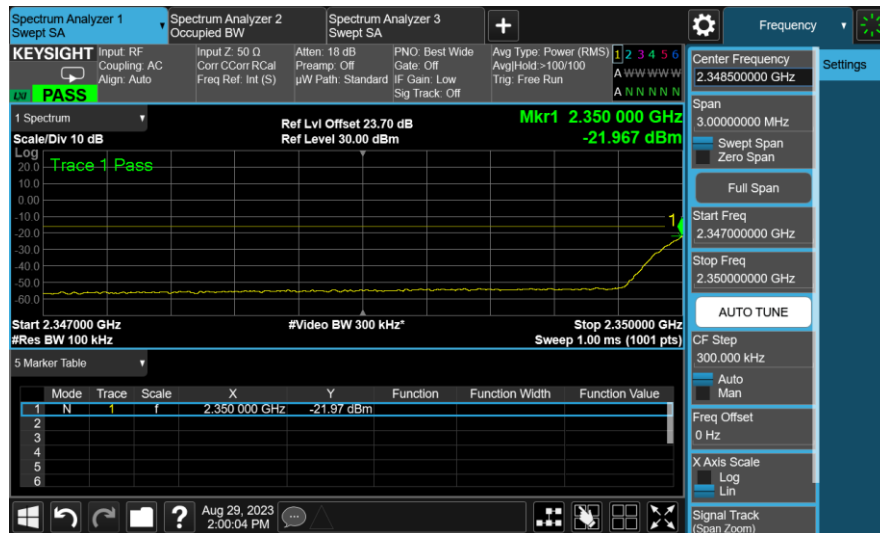 Spectrum Analyzer 1
Swept SA
Spectrum Analyzer 2
Occupied BW
Spectrum Analyzer 3
Swept SA
Frequency
KEYSIGHT
Input: RF
Coupling: AC
Align: Auto
Input Z: 50 Ω
Corr CCorr RCal
Freq Ref: Int (S)
Atten: 18 dB
Preamp: Off
µW Path: Standard
PNO: Best Wide
Gate: Off
IF Gain: Low
Sig Track: Off
Avg Type: Power (RMS)
Avg|Hold:>100/100
Trig: Free Run
1 2 3 4 5 6
A W W W W W
A N N N N N
LXI
PASS
1 Spectrum
Scale/Div 10 dB
Ref Lvl Offset 23.70 dB
Ref Level 30.00 dBm
Mkr1 2.350 000 GHz
-21.967 dBm
Log
Trace 1 Pass
20.0
10.0
0.00
-10.0
-20.0
-30.0
-40.0
-50.0
-60.0
1
Start 2.347000 GHz
#Res BW 100 kHz
#Video BW 300 kHz*
Stop 2.350000 GHz
Sweep 1.00 ms (1001 pts)
5 Marker Table
Mode Trace Scale X Y Function Function Width Function Value
1 N 1 f 2.350 000 GHz -21.97 dBm
2
3
4
5
6
Aug 29, 2023
2:00:04 PM
Center Frequency
2.348500000 GHz
Span
3.00000000 MHz
Swept Span
Zero Span
Full Span
Start Freq
2.347000000 GHz
Stop Freq
2.350000000 GHz
AUTO TUNE
CF Step
300.000 kHz
Auto
Man
Freq Offset
0 Hz
X Axis Scale
Log
Lin
Signal Track
(Span Zoom)
Settings